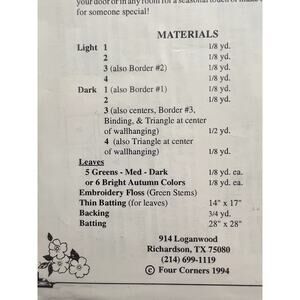 your door or in any room for a seasonal touch or make
for someone special!
MATERIALS
Light 1 1/8 yd.
2 1/8 yd.
3 (also Border #2) 1/8 yd.
4 1/8 yd.
Dark 1 (also Border #1) 1/8 yd.
2 1/8 yd.
3 (also centers, Border #3,
Binding, & Triangle at center
of wallhanging) 1/2 yd.
4 (also Triangle at center
of wallhanging) 1/8 yd.
Leaves
5 Greens - Med - Dark 1/8 yd. ea.
or 6 Bright Autumn Colors 1/8 yd. ea.
Embroidery Floss (Green Stems)
Thin Batting (for leaves) 14" x 17"
Backing 3/4 yd.
Batting 28" x 28"
914 Loganwood
Richardson, TX 75080
(214) 699-1119
© Four Corners 1994